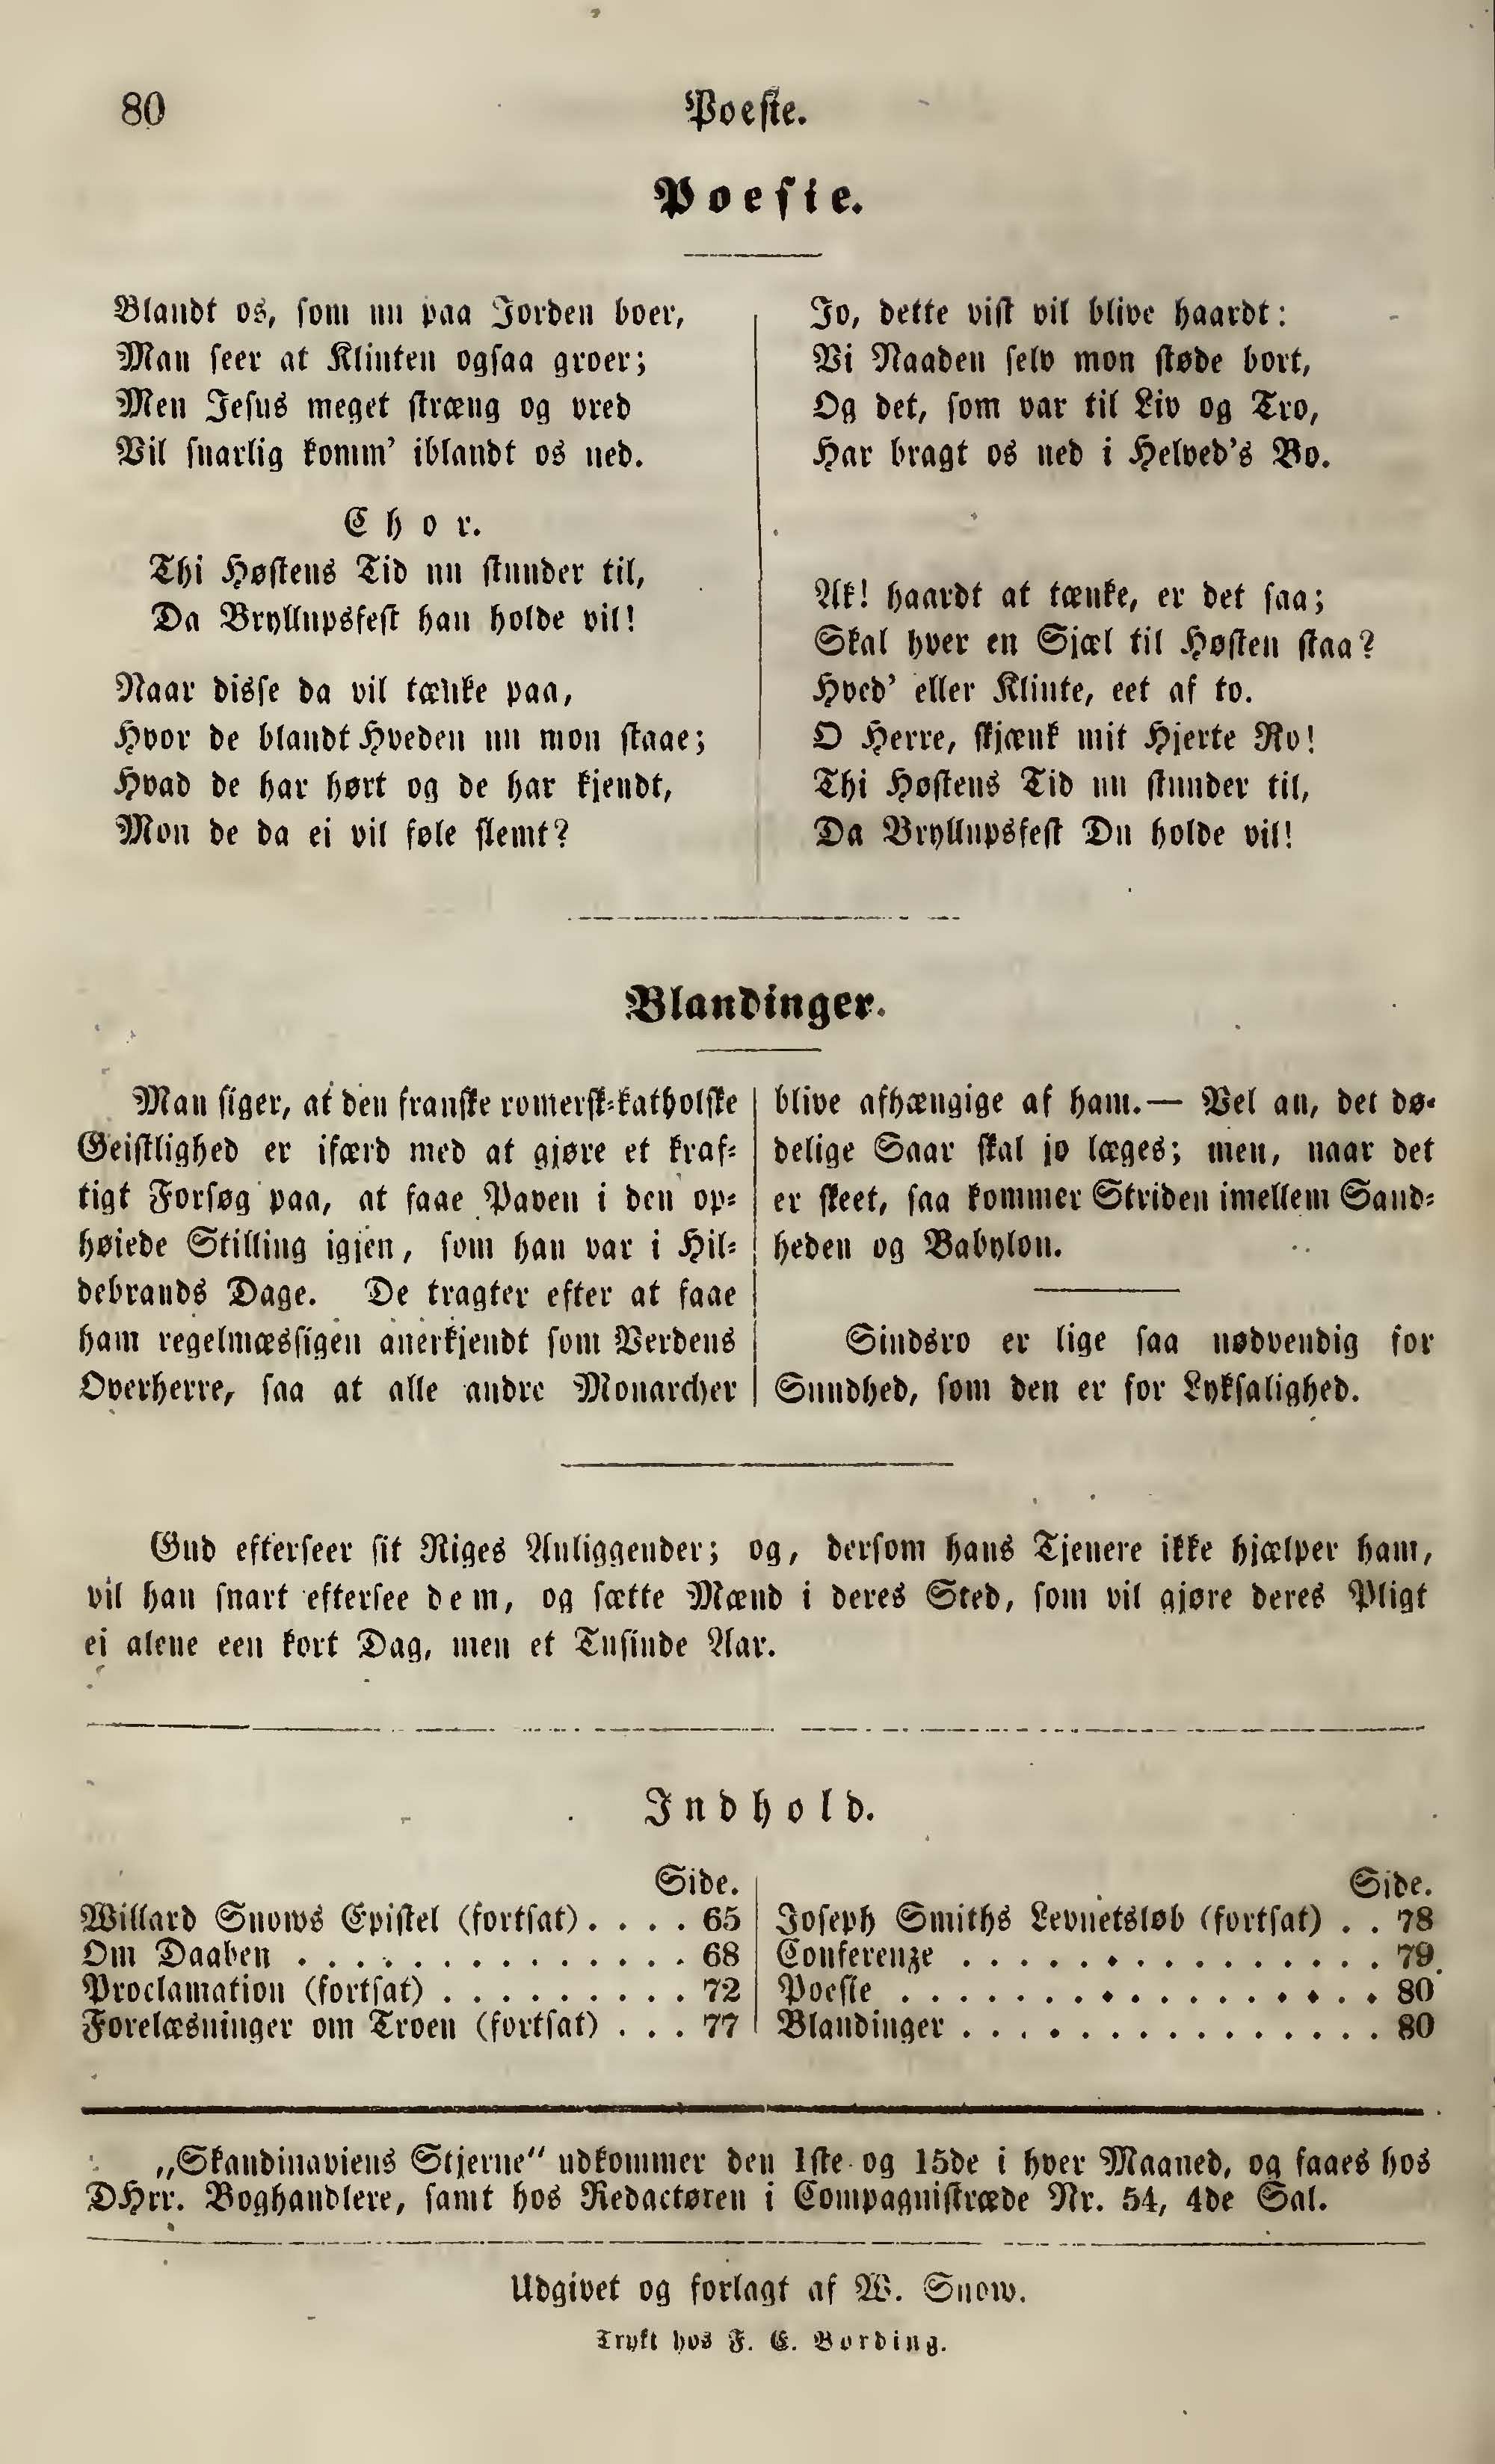 80
Poesie.
Poesie.
Blandt os, som nu paa Jorden boer,
Man seer at Klinten ogsaa groer;
Men Jesus meget stræng og vred
Vil snarlig komm' iblandt os ned.
Chor.
Thi Høstens Tid nu stunder til,
Da Bryllupsfest han holde vil!
Naar disse da vil tænke paa,
Hvor de blandt Hveden nu mon staae;
Hvad de har hørt og de har kjendt,
Mon de da ei vil føle slemt?
Jo, dette vist vil blive haardt:
Vi Naaden selv mon støde bort,
Og det, som var til Liv og Tro,
Har bragt os ned i Helved's Bo.
Ak! haardt at tænke, er det saa;
Skal hver en Sjæl til Høsten staa?
Hved' eller Klinte, eet af to.
O Herre, skjænk mit Hjerte Ro!
Thi Høstens Tid nu stunder til,
Da Bryllupsfest Du holde vil!
Blandinger.
Man siger, at den franske romersk-katholske
Geistlighed er ifærd med at gjøre et kraf-
tigt Forsøg paa, at faae Paven i den op-
høiede Stilling igjen, som han var i Hil-
debrands Dage. De tragter efter at faae
ham regelmæssigen anerkjendt som Verdens
Overherre, saa at alle andre Monarcher
blive afhængige af ham.— Vel an, det dø-
delige Saar skal jo læges; men, naar det
er skeet, saa kommer Striden imellem Sand-
heden og Babylon.
Sindsro er lige saa nødvendig for
Sundhed, som den er for Lyksalighed.
Gud efterseer sit Riges Anliggender; og, dersom hans Tjenere ikke hjælper ham,
vil han snart eftersee dem, og sætte Mænd i deres Sted, som vil gjøre deres Pligt
ei alene een kort Dag, men et Tusinde Aar.
Indhold.
Side.
Willard Snows Epistel (fortsat). . . . 65
Om Daaben . . . . . . . . . . . . . . 68
Proclamation (fortsat) . . . . . . . . . 72
Forelæsninger om Troen (fortsat) . . . 77
Side.
Joseph Smiths Levnetsløb (fortsat) . . 78
Conferenze . . . . . . . . . . . . . . . 79
Poesie . . . . . . . . . . . . . . . . . 80
Blandinger . . . . . . . . . . . . . . . 80
„Skandinaviens Stjerne" udkommer den 1ste og 15de i hver Maaned, og faaes hos
DHrr. Boghandlere, samt hos Redactøren i Compagnistræde Nr. 54, 4de Sal.
Udgivet og forlagt af W. Snow.
Trykt hos F. E. Bording.